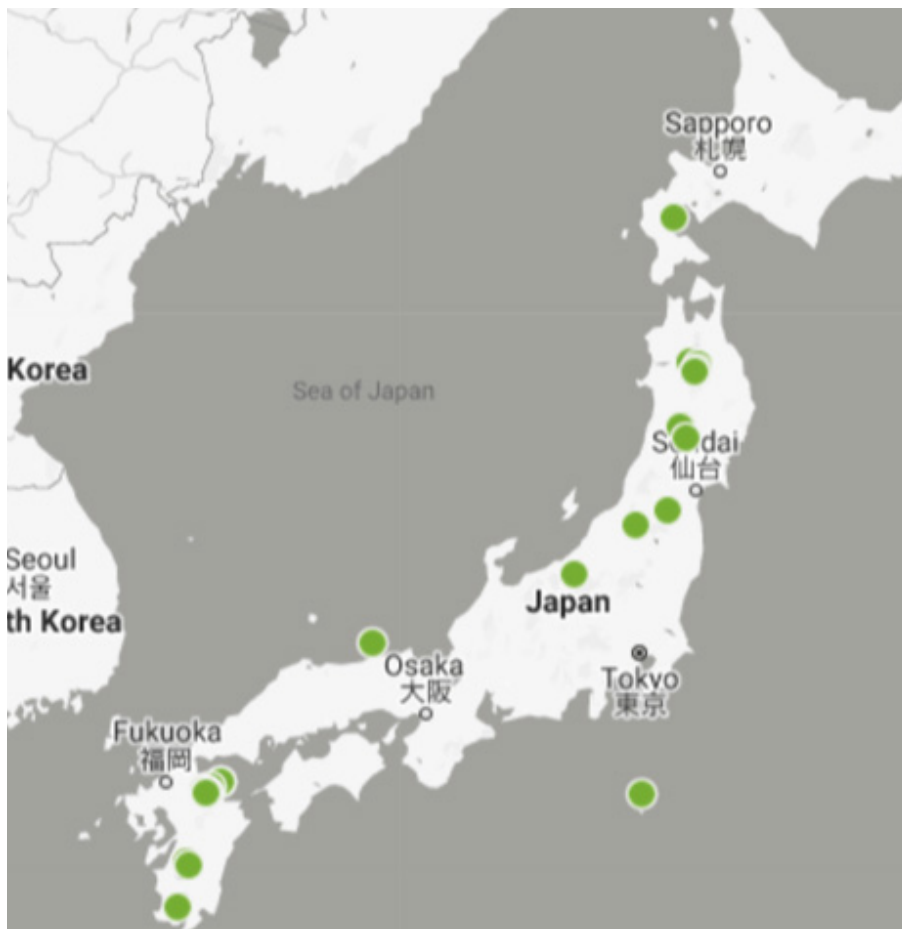 Sapporo
札幌
Korea
Sea of Japan
仙台
Seoul
서울
Japan
th Korea
Osaka
大阪
Tokyo
東京
Fukuoka
福岡